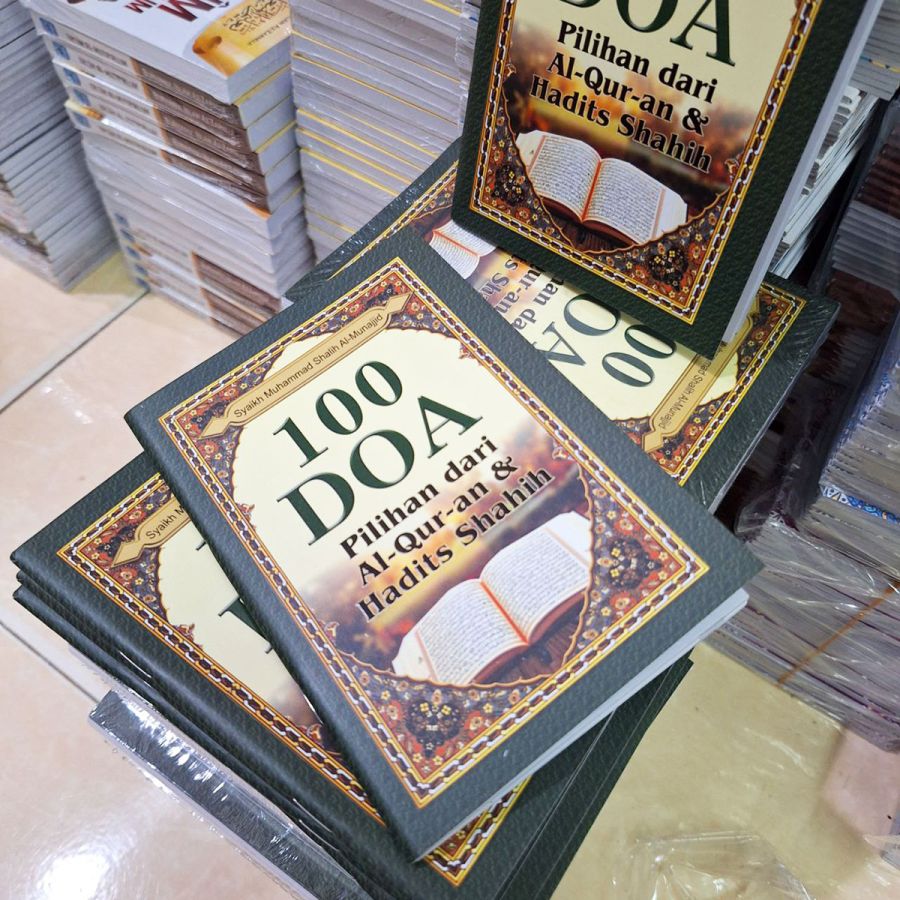 DOA
Pilihan dari
Al-Qur-an &
Hadits Shahih
Syaikh Muhammad Shalih Al-Munajjid
100
DOA
Pilihan dari
Al-Qur-an &
Hadits Shahih
Syaikh M